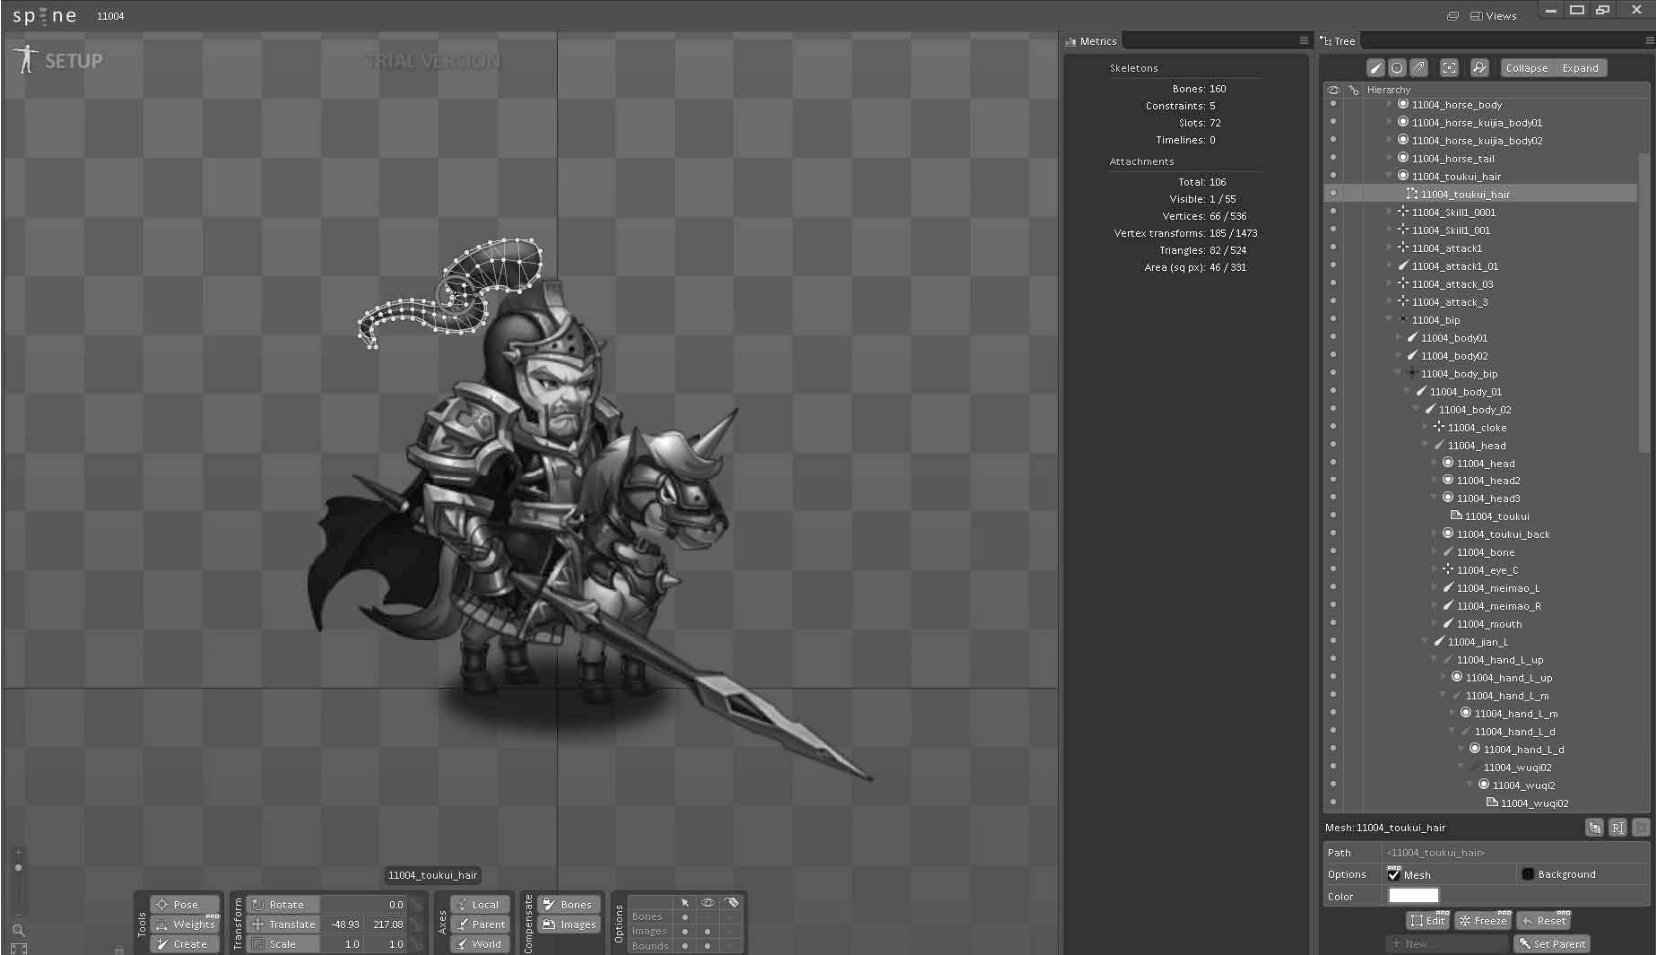 spine 11004 Views
SETUP
TRIAL VERSION
Metrics
Skeletons
Bones: 160
Constraints: 5
Slots: 72
Timelines: 0
Attachments
Total: 106
Visible: 1 / 55
Vertices: 66 / 536
Vertex transforms: 185 / 1473
Triangles: 82 / 524
Area (sq px): 46 / 331
Tree
Collapse Expand
Hierarchy
11004_horse_body
11004_horse_kuijia_body01
11004_horse_kuijia_body02
11004_horse_tail
11004_toukui_hair
11004_toukui_hair
11004_Skill1_0001
11004_Skill1_001
11004_attack1
11004_attack1_01
11004_attack_03
11004_attack_3
11004_bip
11004_body01
11004_body02
11004_body_bip
11004_body_01
11004_body_02
11004_cloke
11004_head
11004_head
11004_head2
11004_head3
11004_toukui
11004_toukui_back
11004_bone
11004_eye_C
11004_meimao_L
11004_meimao_R
11004_mouth
11004_jian_L
11004_hand_L_up
11004_hand_L_up
11004_hand_L_m
11004_hand_L_m
11004_hand_L_d
11004_hand_L_d
11004_wuqi02
11004_wuqi2
11004_wuqi02
Mesh: 11004_toukui_hair
Path <11004_toukui_hair>
Options PRO Mesh Background
Color
Edit PRO Freeze PRO Reset PRO
+ New... Set Parent
11004_toukui_hair
Tools
Pose
Weights PRO
Create
Transform
Rotate 0.0
Translate -48.93 217.08
Scale 1.0 1.0
Axes
Local
Parent
World
Compensate
Bones
Images
Options
Bones
Images
Bounds